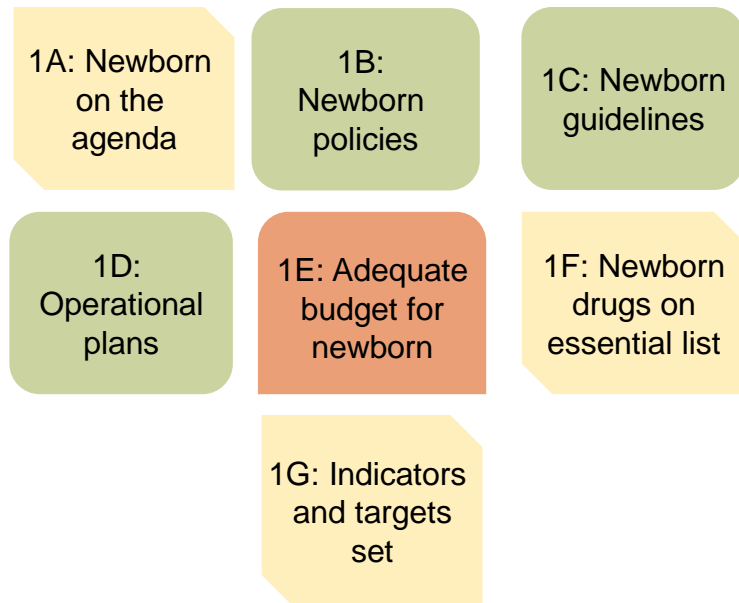 1A: Newborn
on the
agenda
1B:
Newborn
policies
1C: Newborn
guidelines
1D:
Operational
plans
1E: Adequate
budget for
newborn
1F: Newborn
drugs on
essential list
1G: Indicators
and targets
set